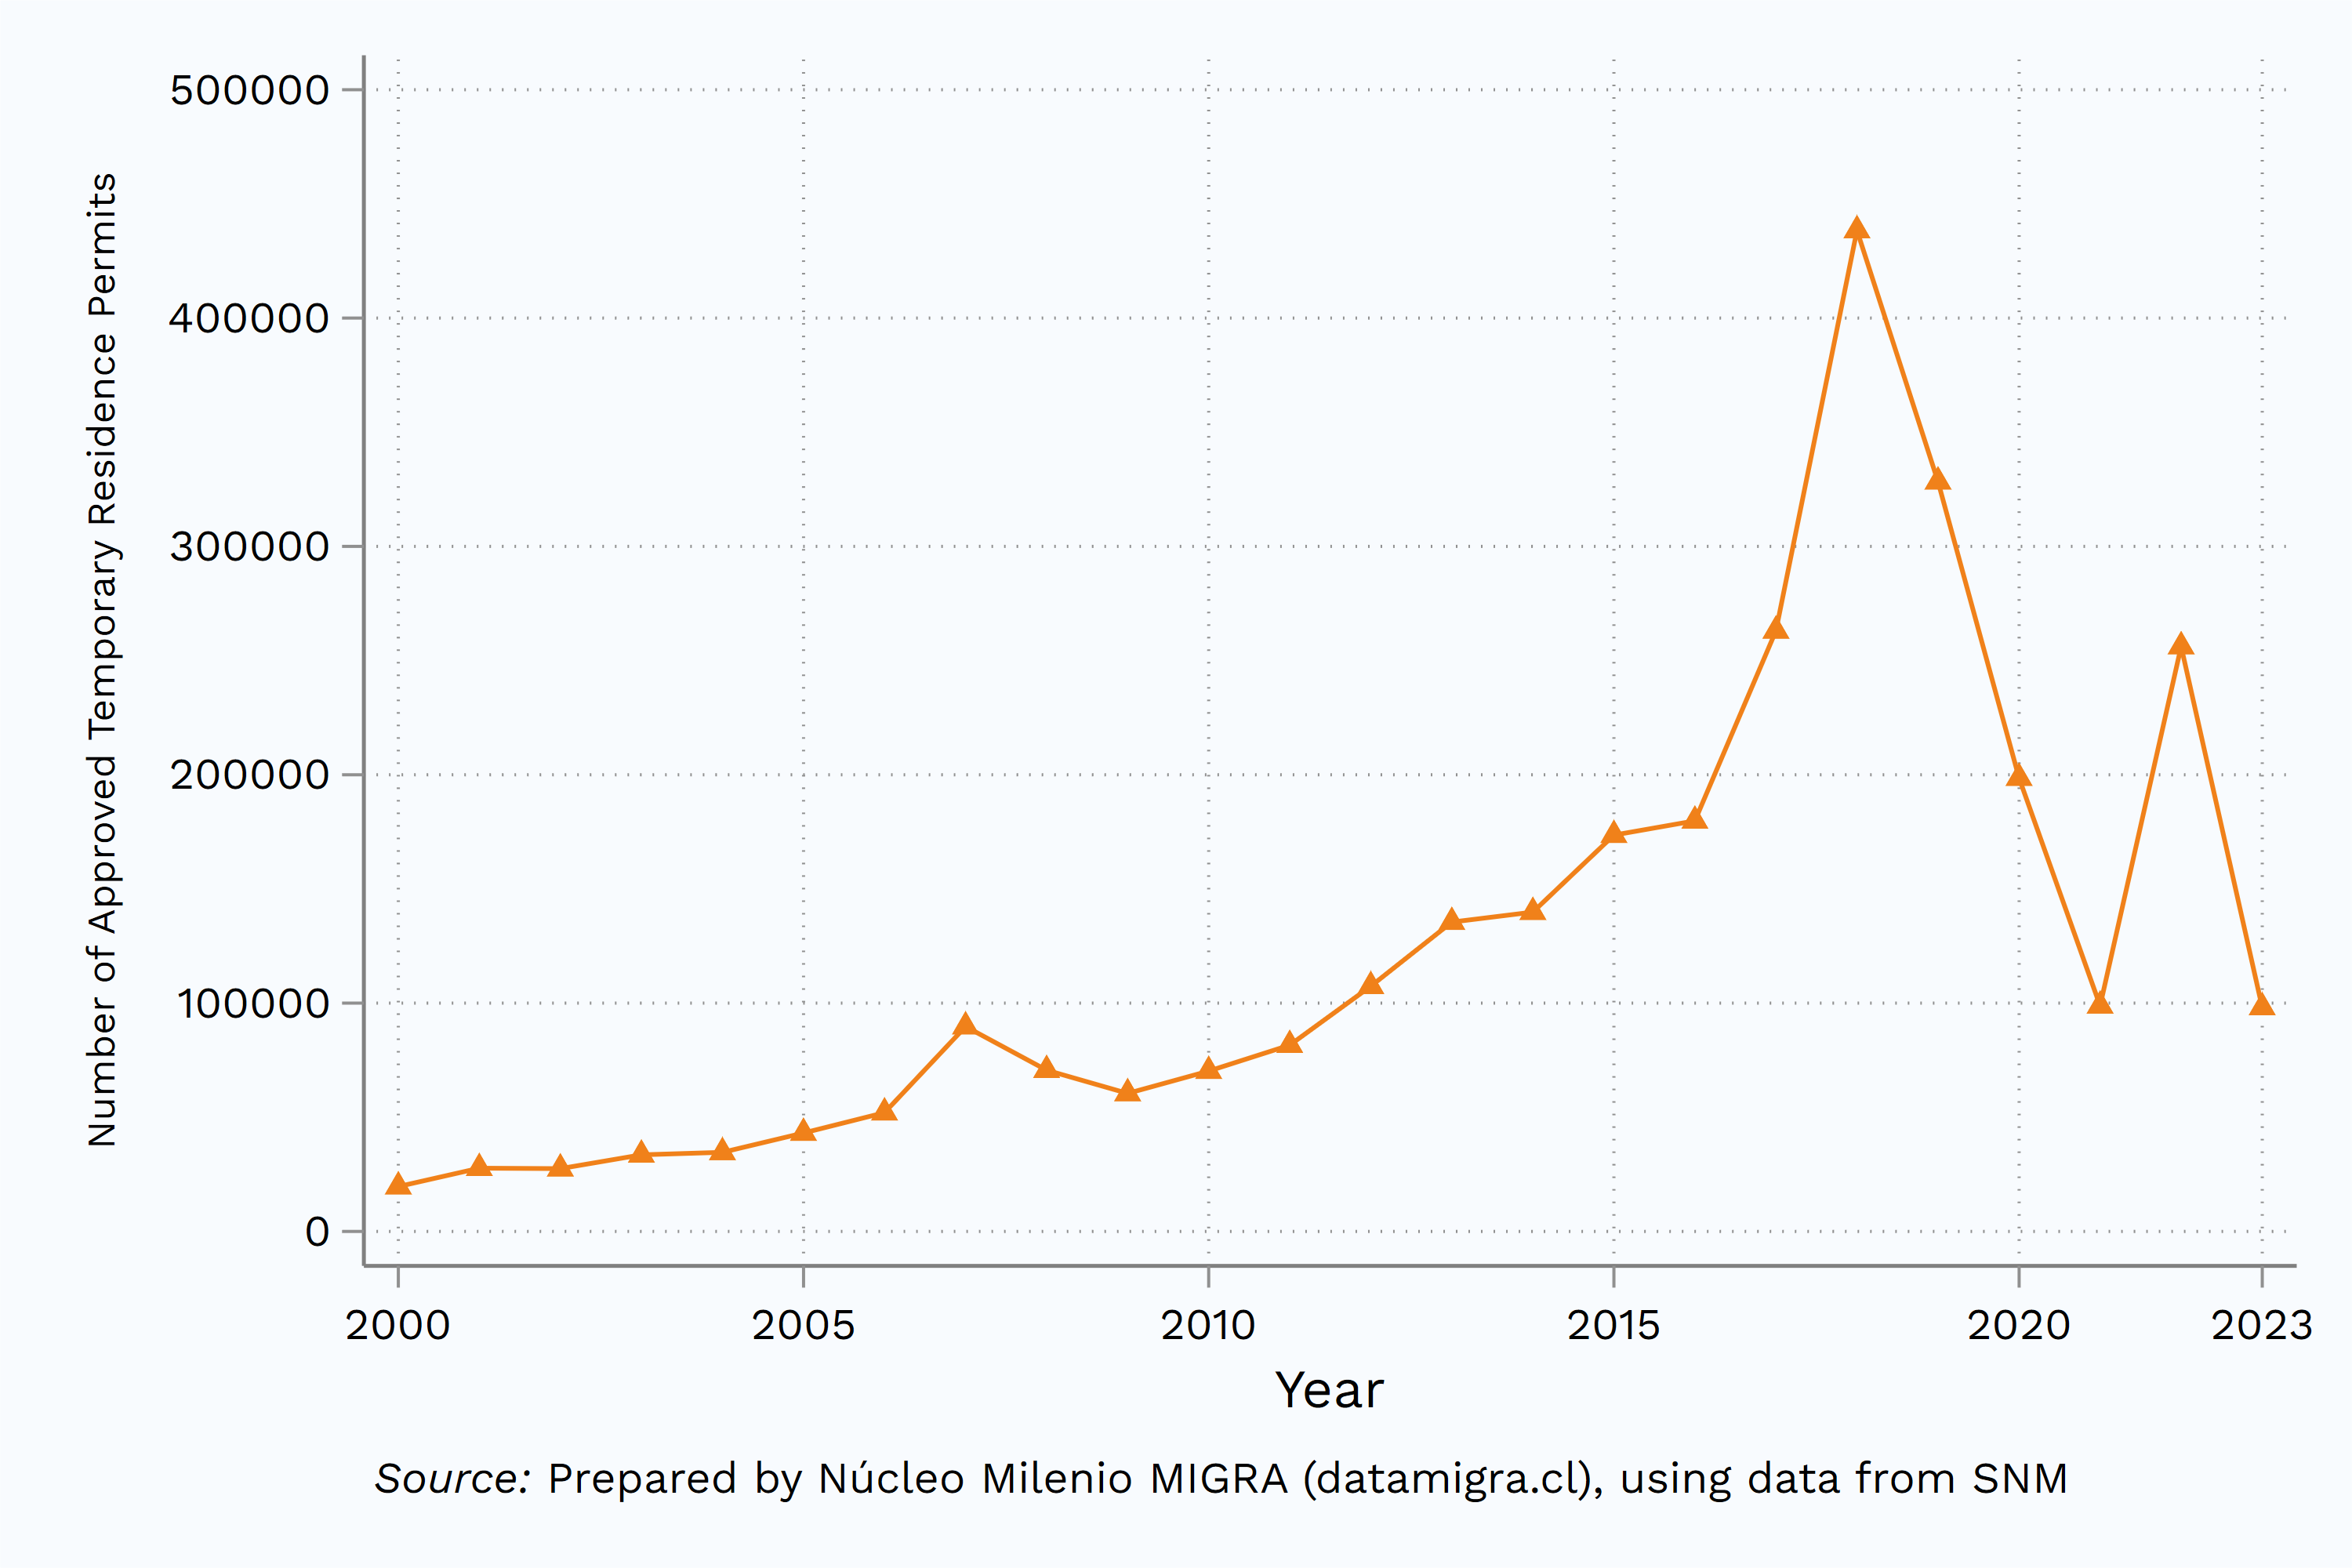 Number of Approved Temporary Residence Permits
500000
400000
300000
200000
100000
0
2000 2005 2010 2015 2020 2023
Year
Source: Prepared by Núcleo Milenio MIGRA (datamigra.cl), using data from SNM